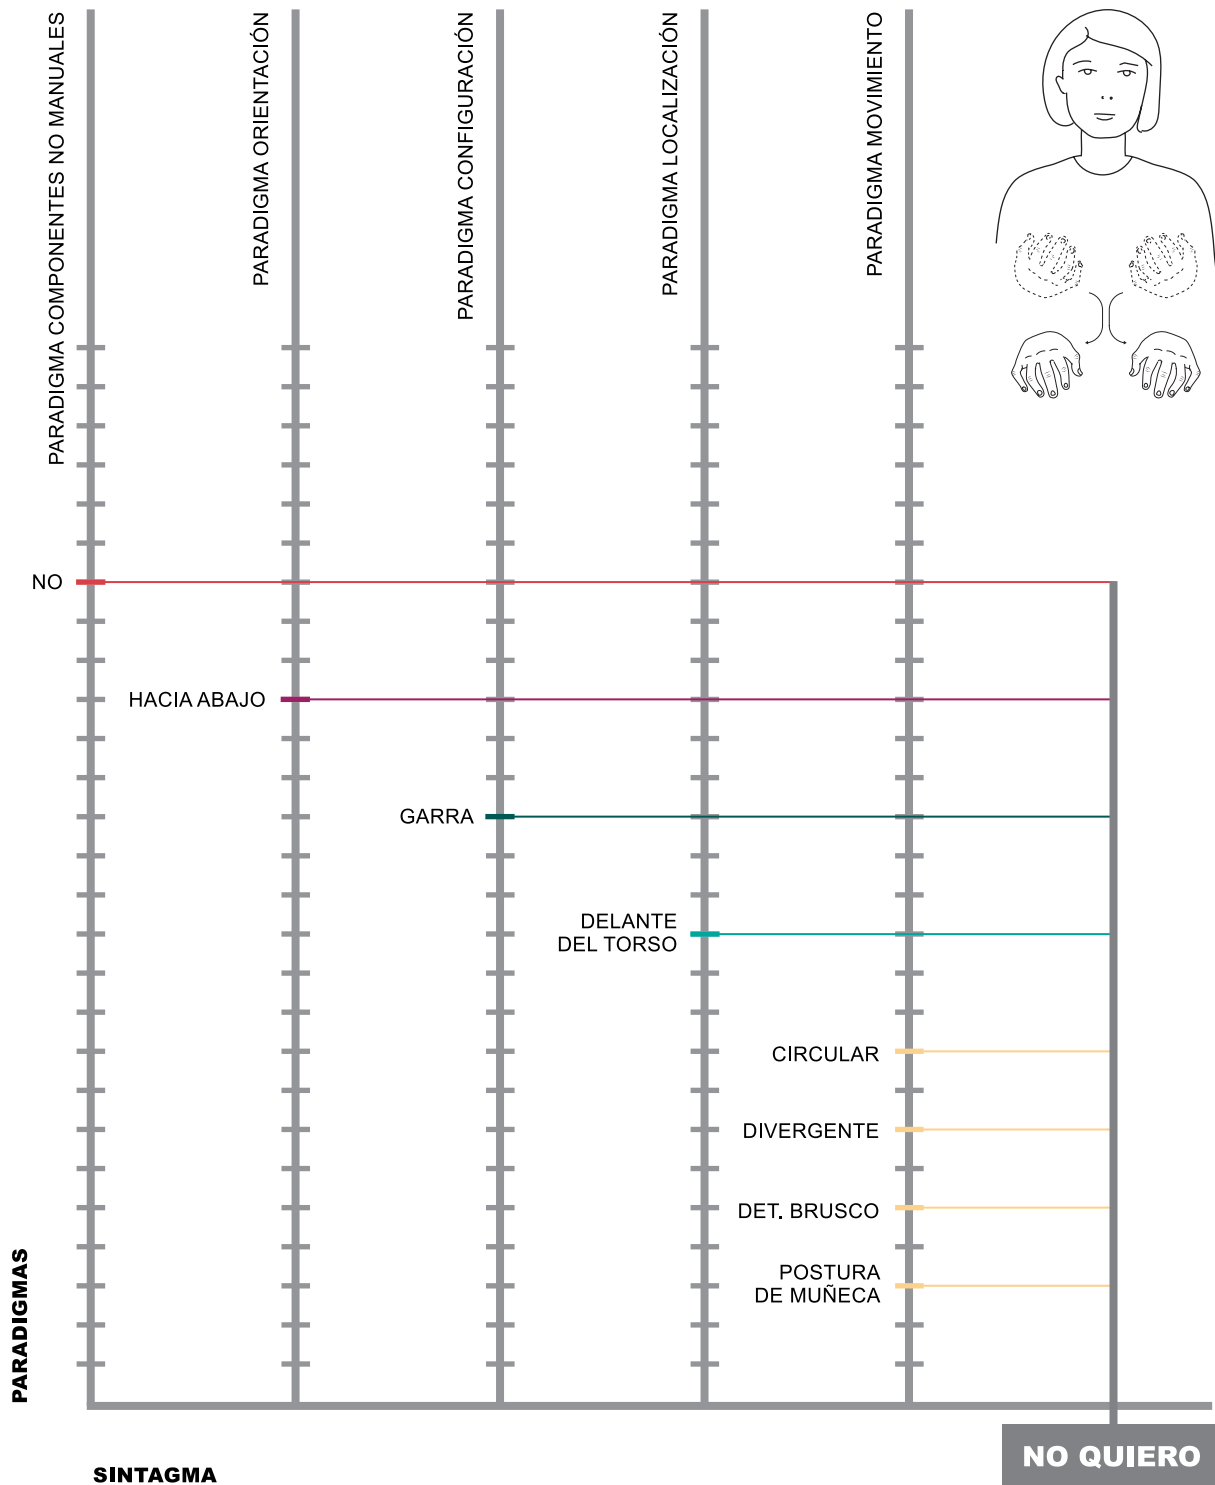 PARADIGMA COMPONENTES NO MANUALES
PARADIGMA ORIENTACIÓN
PARADIGMA CONFIGURACIÓN
PARADIGMA LOCALIZACIÓN
PARADIGMA MOVIMIENTO
NO
HACIA ABAJO
GARRA
DELANTE
DEL TORSO
CIRCULAR
DIVERGENTE
DET. BRUSCO
POSTURA
DE MUÑECA
PARADIGMAS
NO QUIERO
SINTAGMA